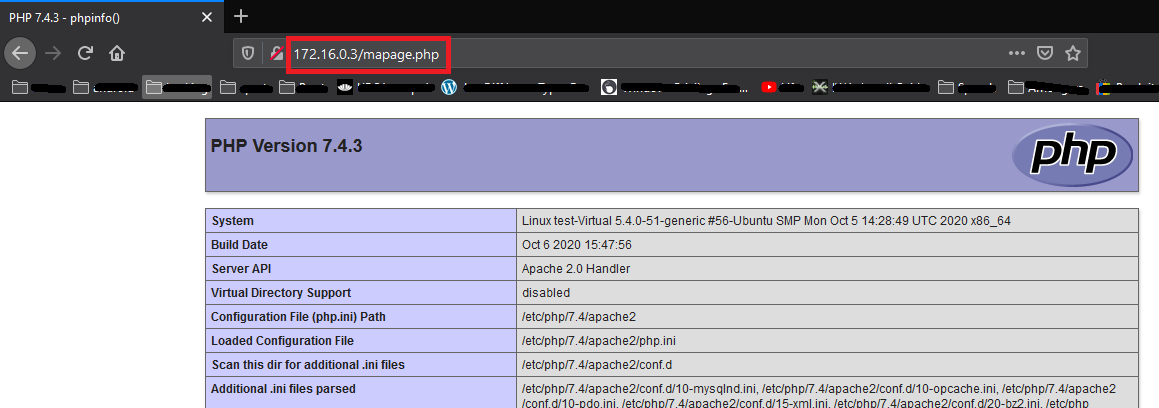 PHP 7.4.3 - phpinfo()
172.16.0.3/mapage.php
PHP Version 7.4.3
php
System Linux test-Virtual 5.4.0-51-generic #56-Ubuntu SMP Mon Oct 5 14:28:49 UTC 2020 x86_64
Build Date Oct 6 2020 15:47:56
Server API Apache 2.0 Handler
Virtual Directory Support disabled
Configuration File (php.ini) Path /etc/php/7.4/apache2
Loaded Configuration File /etc/php/7.4/apache2/php.ini
Scan this dir for additional .ini files /etc/php/7.4/apache2/conf.d
Additional .ini files parsed /etc/php/7.4/apache2/conf.d/10-mysqlnd.ini, /etc/php/7.4/apache2/conf.d/10-opcache.ini, /etc/php/7.4/apache2
/conf.d/10-pdo.ini, /etc/php/7.4/apache2/conf.d/15-xml.ini, /etc/php/7.4/apache2/conf.d/20-bz2.ini, /etc/php